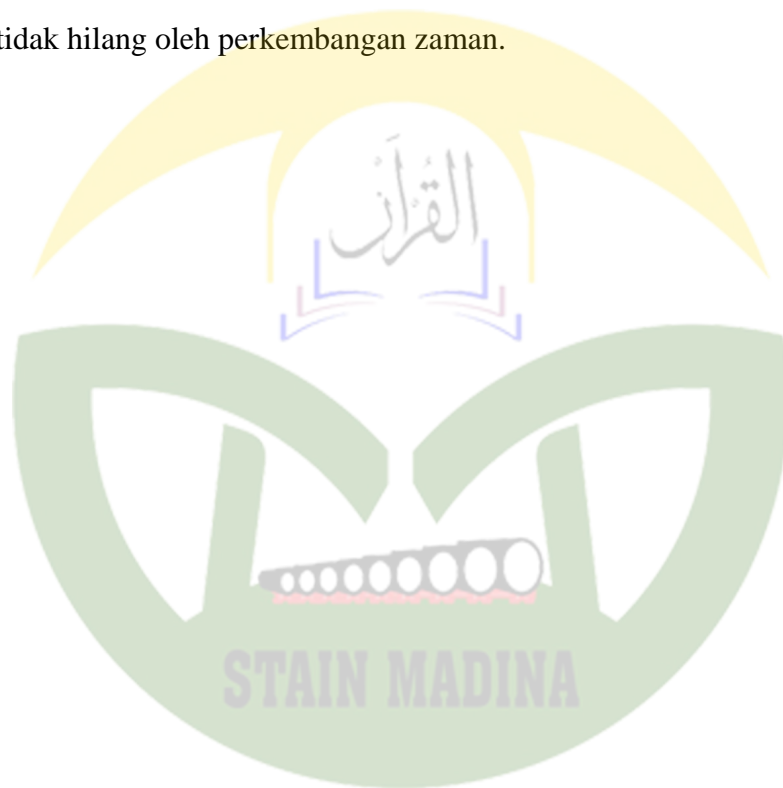 tidak hilang oleh perkembangan zaman.
القرآن
STAIN MADINA